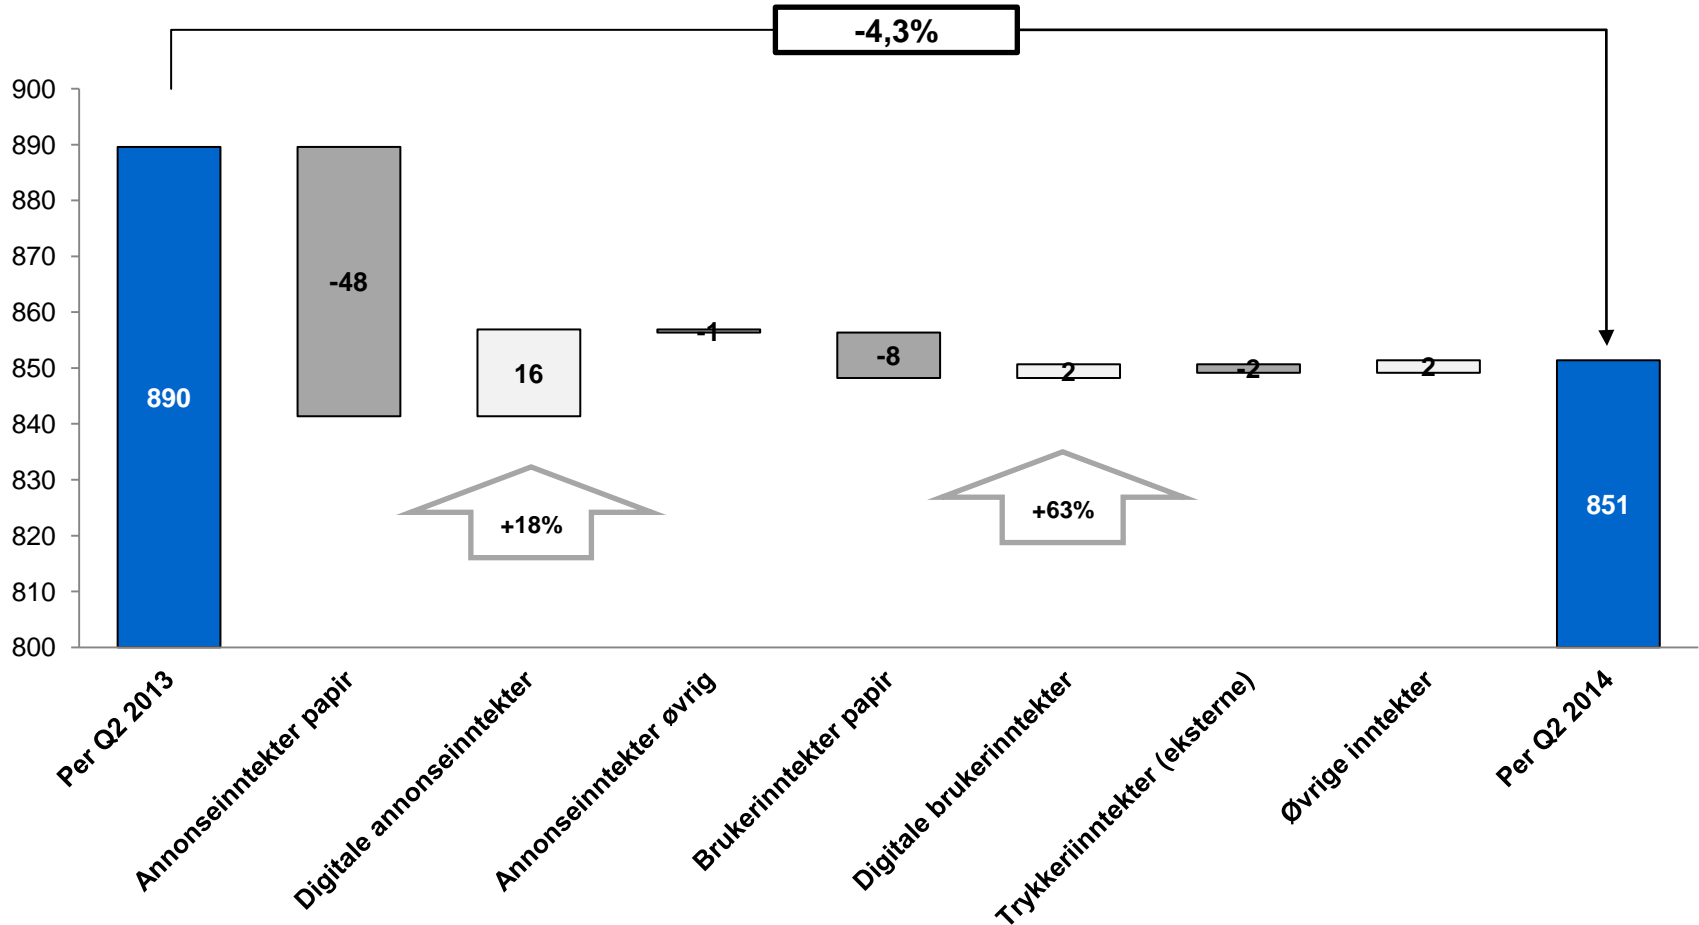 -4,3%
900
890
880
870
860
850
840
830
820
810
800
890
-48
16
-1
-8
2
-2
2
851
+18%
+63%
Per Q2 2013
Annonseinntekter papir
Digitale annonseinntekter
Annonseinntekter øvrig
Brukerinntekter papir
Digitale brukerinntekter
Trykkeriinntekter (eksterne)
Øvrige inntekter
Per Q2 2014